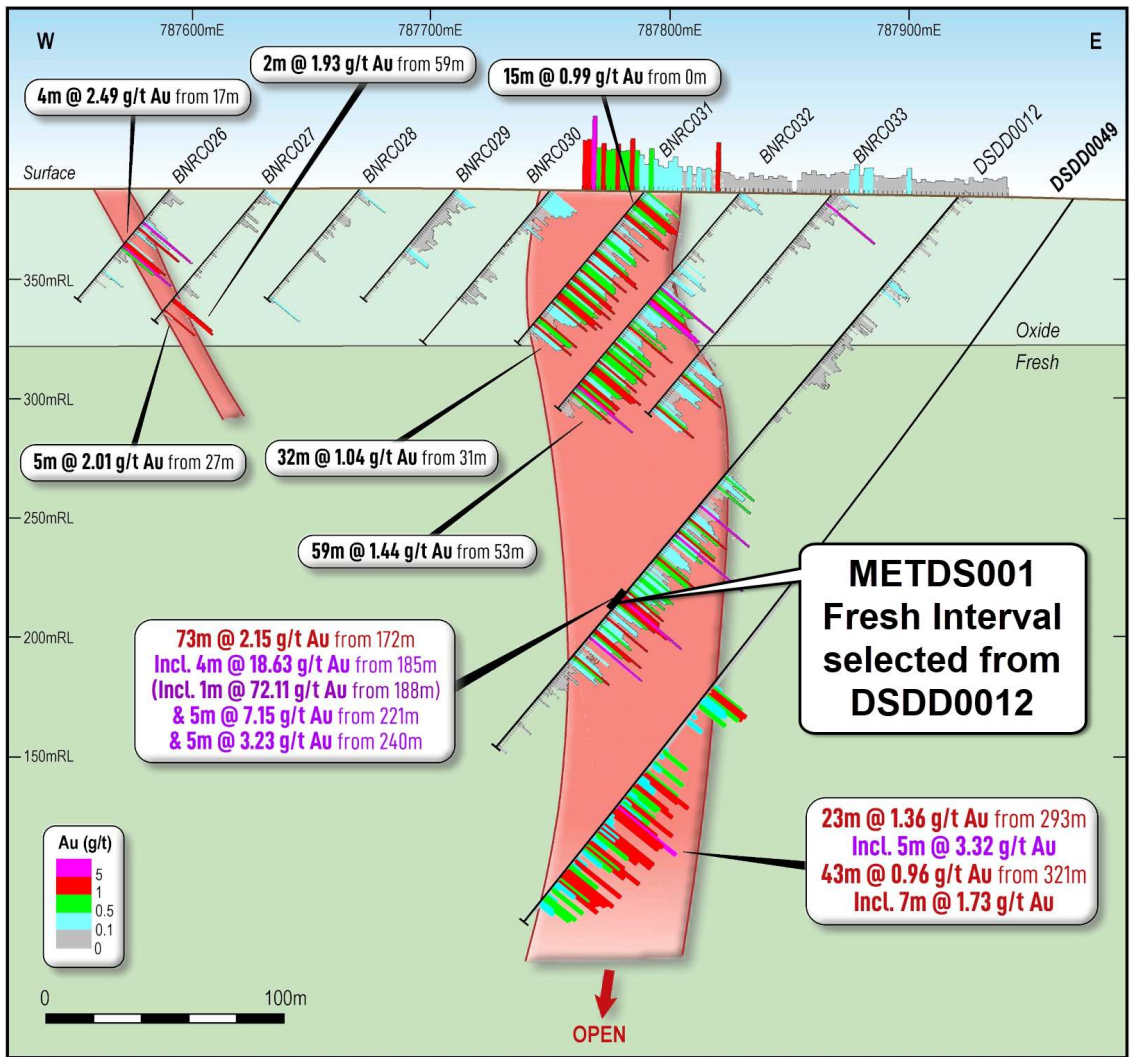 787600mE
787700mE
787800mE
787900mE
W
E
2m @ 1.93 g/t Au from 59m
15m @ 0.99 g/t Au from 0m
4m @ 2.49 g/t Au from 17m
Surface
BNRC026
BNRC027
BNRC028
BNRC029
BNRC030
BNRC031
BNRC032
BNRC033
DSDD0012
DSDD0049
350mRL
Oxide
Fresh
300mRL
5m @ 2.01 g/t Au from 27m
32m @ 1.04 g/t Au from 31m
250mRL
59m @ 1.44 g/t Au from 53m
METDS001
Fresh Interval
selected from
DSDD0012
200mRL
73m @ 2.15 g/t Au from 172m
Incl. 4m @ 18.63 g/t Au from 185m
(Incl. 1m @ 72.11 g/t Au from 188m)
& 5m @ 7.15 g/t Au from 221m
& 5m @ 3.23 g/t Au from 240m
150mRL
23m @ 1.36 g/t Au from 293m
Incl. 5m @ 3.32 g/t Au
43m @ 0.96 g/t Au from 321m
Incl. 7m @ 1.73 g/t Au
Au (g/t)
5
1
0.5
0.1
0
0
100m
OPEN